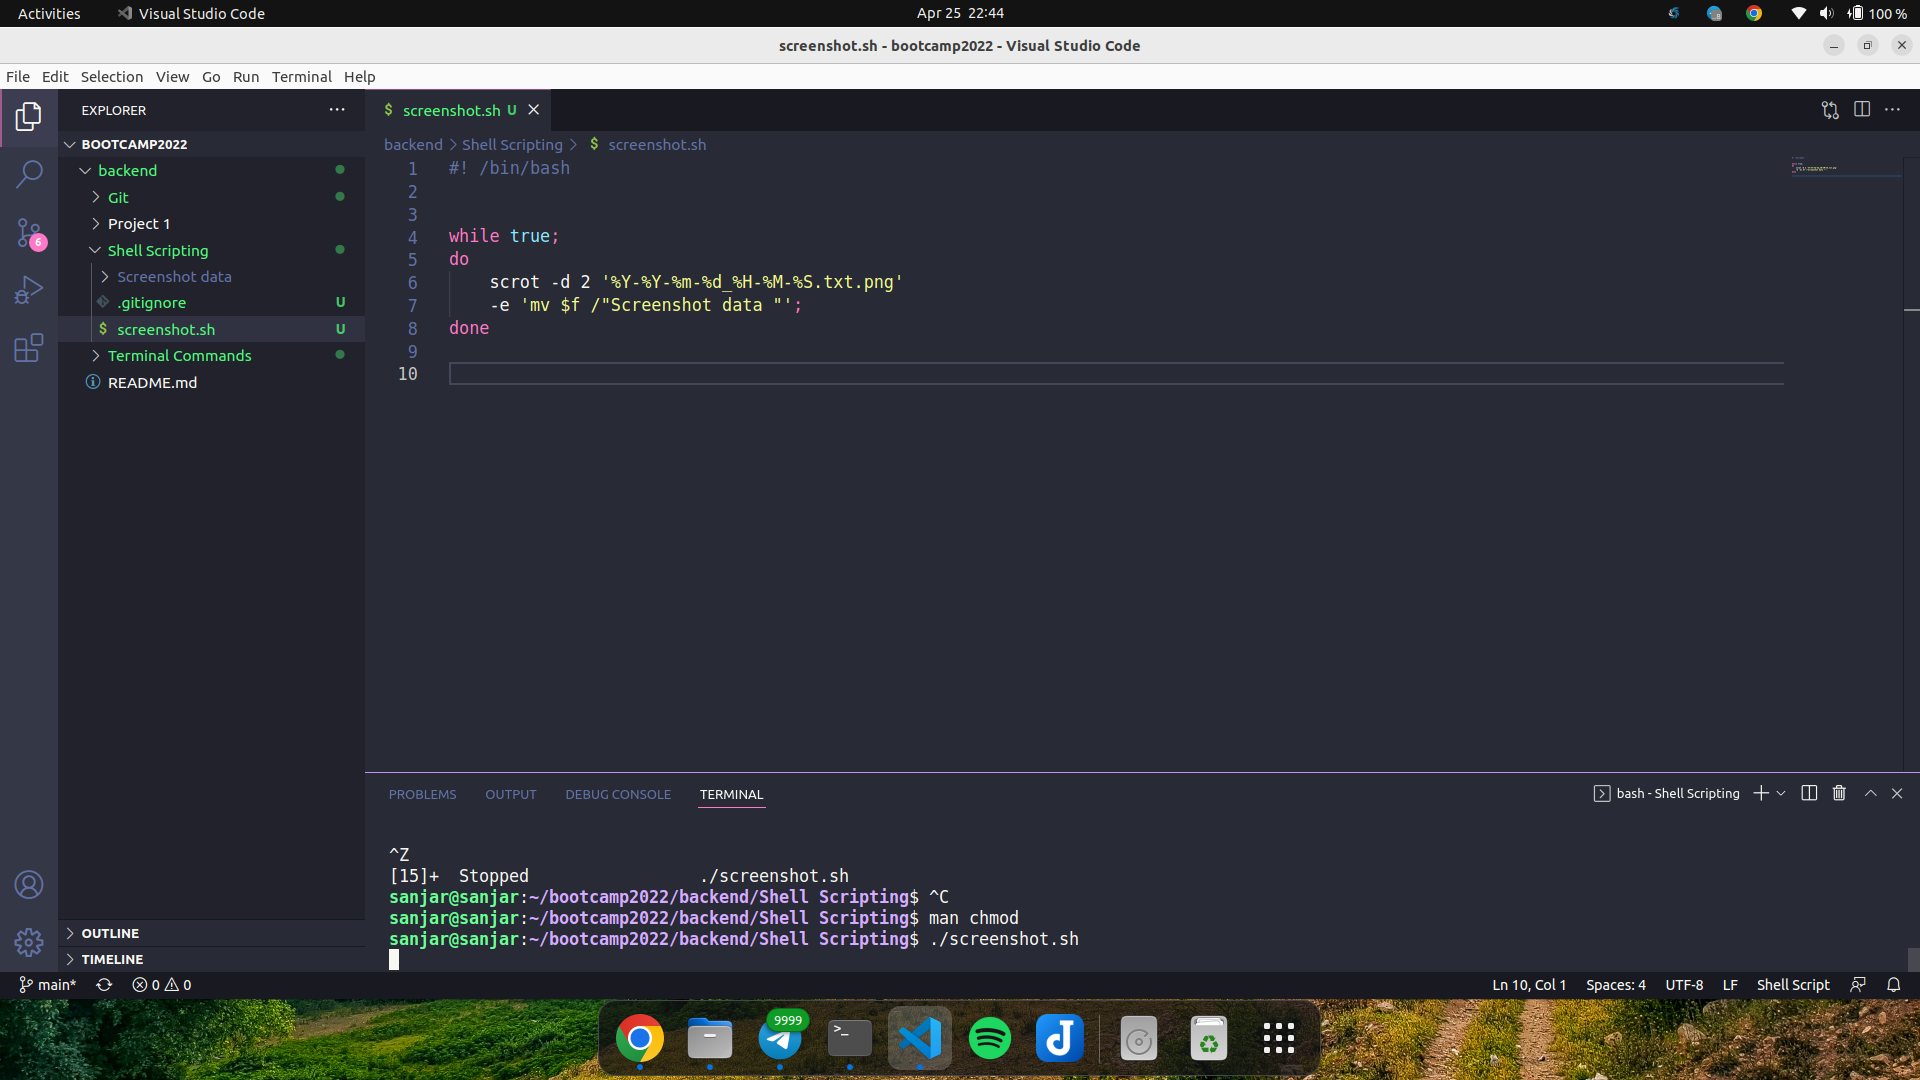 Activities Visual Studio Code Apr 25 22:44 100 %
screenshot.sh - bootcamp2022 - Visual Studio Code
File Edit Selection View Go Run Terminal Help
EXPLORER
BOOTCAMP2022
backend
Git
Project 1
Shell Scripting
Screenshot data
.gitignore U
$ screenshot.sh U
Terminal Commands
README.md
OUTLINE
TIMELINE
6
$ screenshot.sh U
backend > Shell Scripting > $ screenshot.sh
1 #! /bin/bash
2
3
4 while true;
5 do
6 scrot -d 2 '%Y-%Y-%m-%d_%H-%M-%S.txt.png'
7 -e 'mv $f /"Screenshot data "';
8 done
9
10
PROBLEMS OUTPUT DEBUG CONSOLE TERMINAL
bash - Shell Scripting
^Z
[15]+ Stopped ./screenshot.sh
sanjar@sanjar:~/bootcamp2022/backend/Shell Scripting$ ^C
sanjar@sanjar:~/bootcamp2022/backend/Shell Scripting$ man chmod
sanjar@sanjar:~/bootcamp2022/backend/Shell Scripting$ ./screenshot.sh
main* 0 0 Ln 10, Col 1 Spaces: 4 UTF-8 LF Shell Script
9999
>_